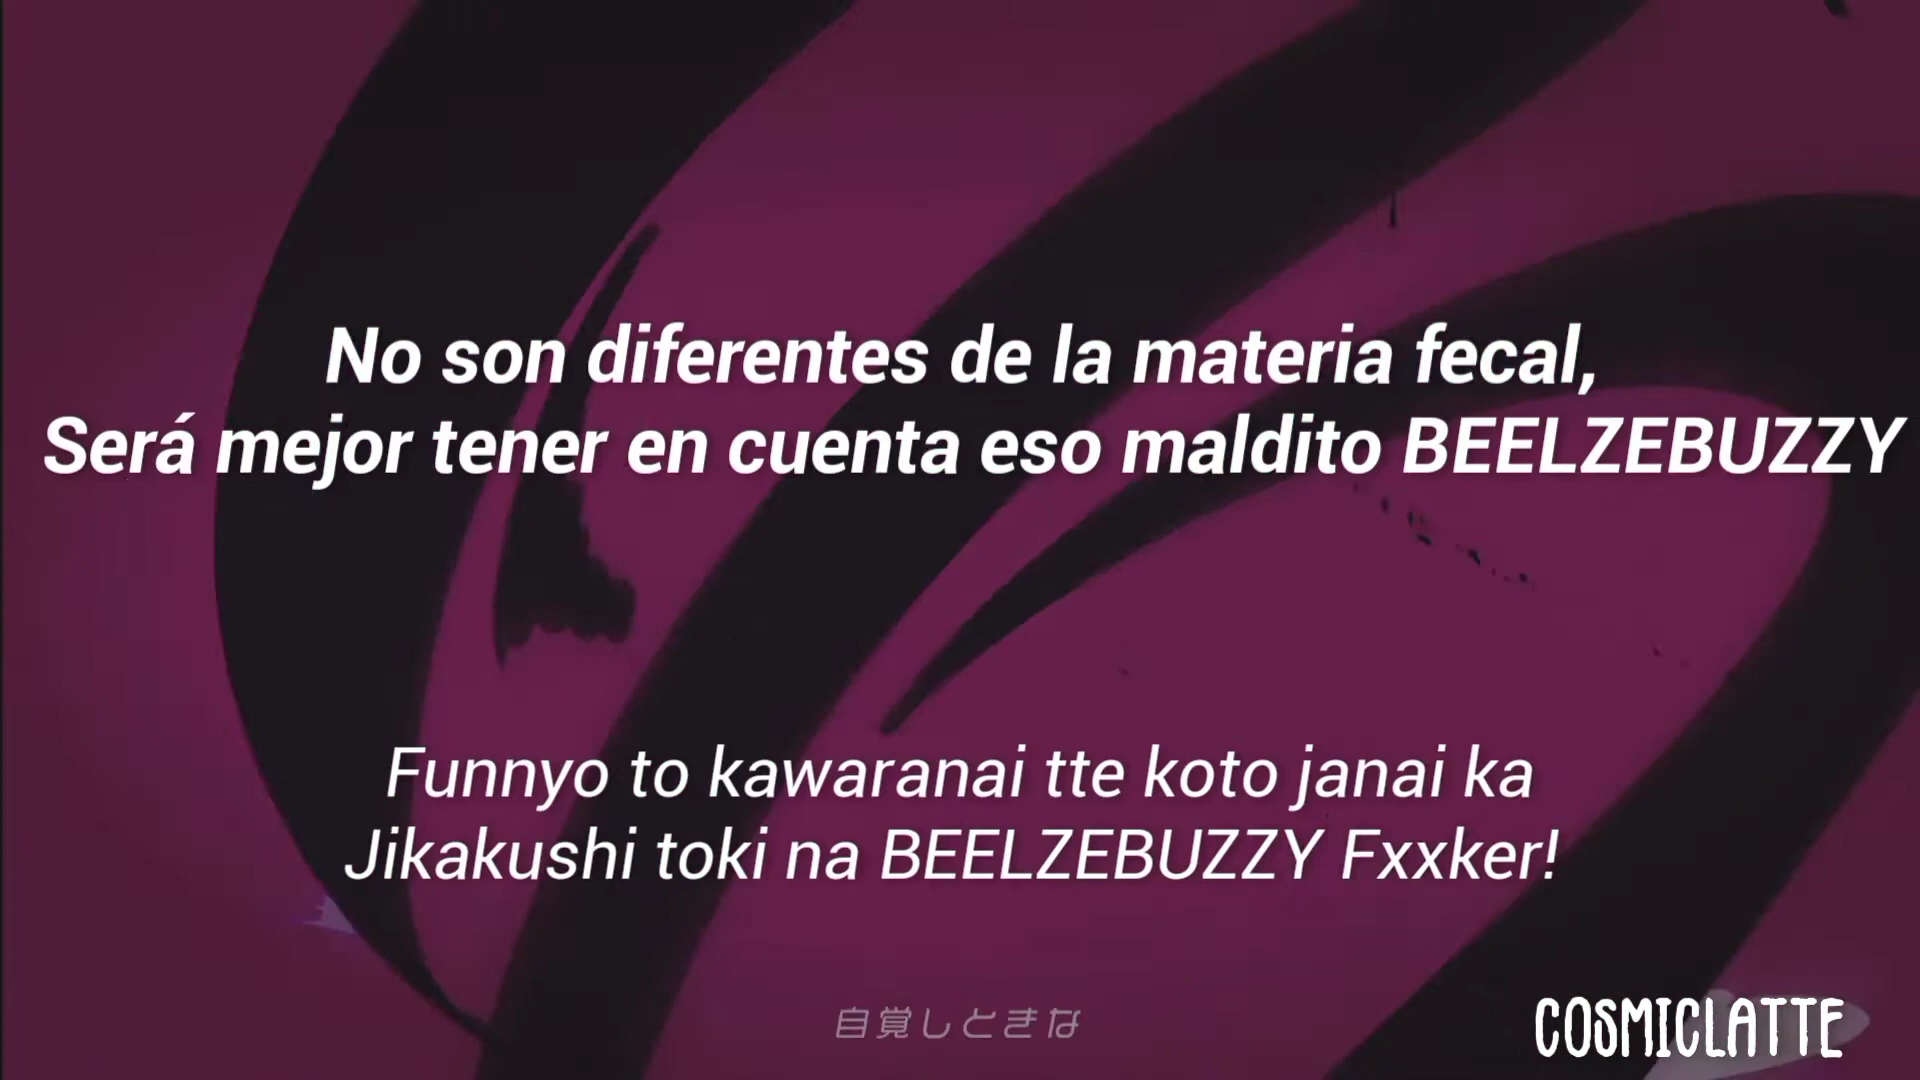 No son diferentes de la materia fecal,
Será mejor tener en cuenta eso maldito BEELZEBUZZY
Funnyo to kawaranai tte koto janai ka
Jikakushi toki na BEELZEBUZZY Fxxker!
自覚しときな
COSMICLATTE